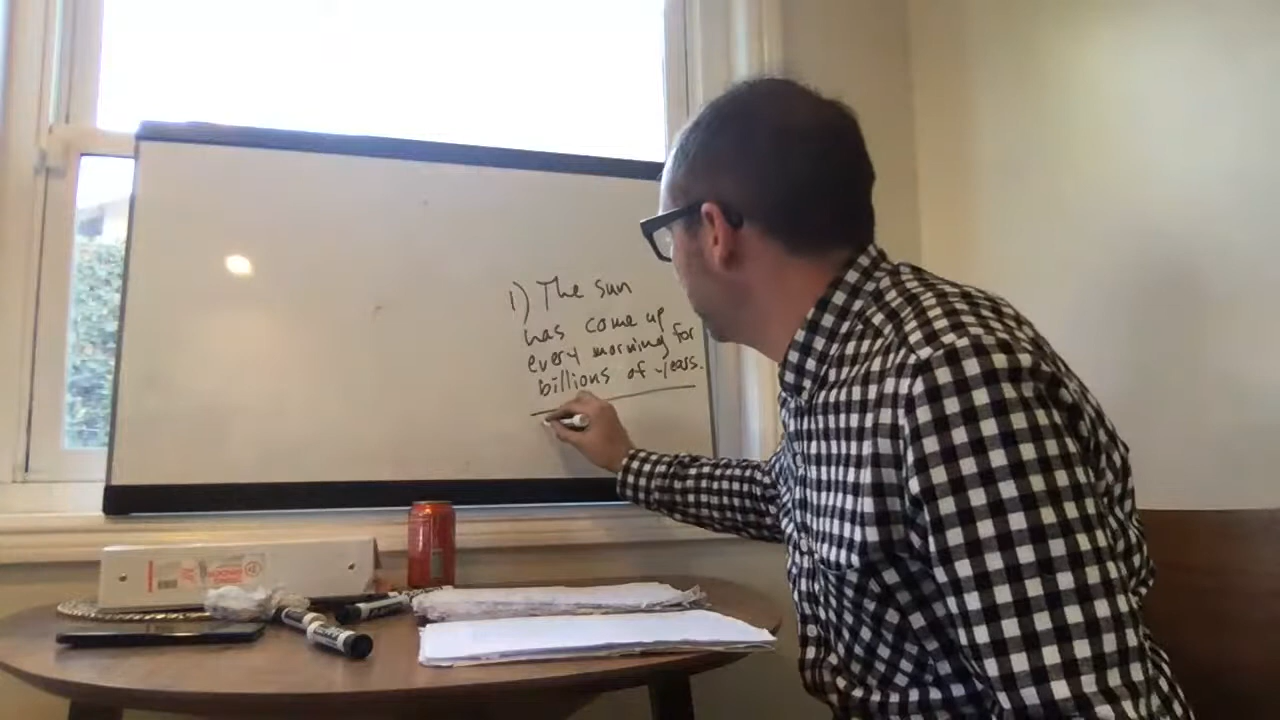 1) The sun
has come up
every morning for
billions of years.